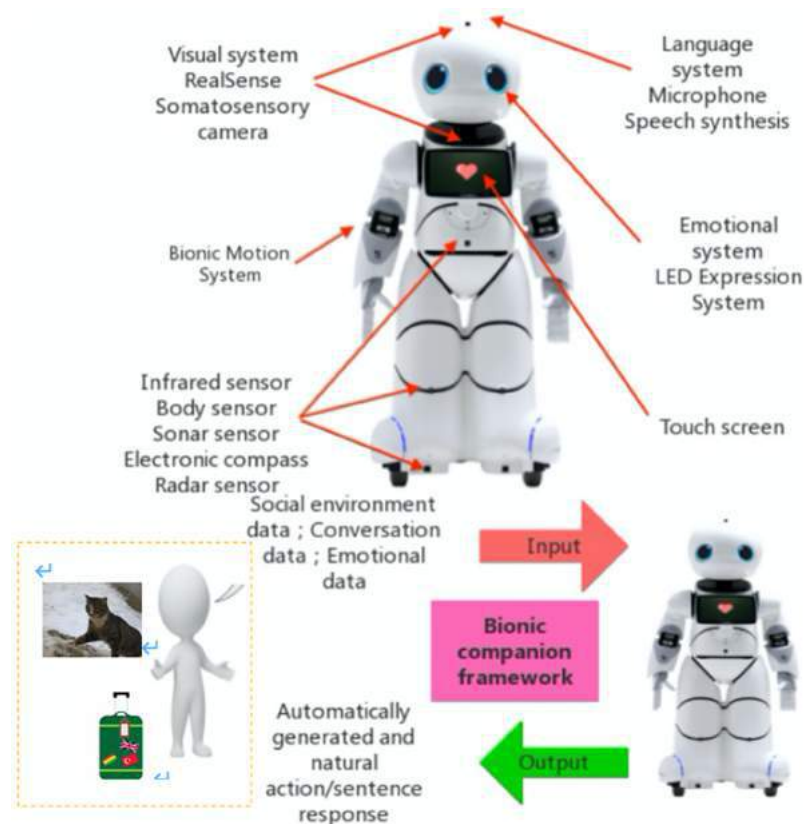 Visual system
RealSense
Somatosensory
camera
Language
system
Microphone
Speech synthesis
Bionic Motion
System
Emotional
system
LED Expression
System
Infrared sensor
Body sensor
Sonar sensor
Electronic compass
Radar sensor
Touch screen
Social environment
data ; Conversation
data ; Emotional
data
Input
Bionic
companion
framework
Automatically
generated and
natural
action/sentence
response
Output